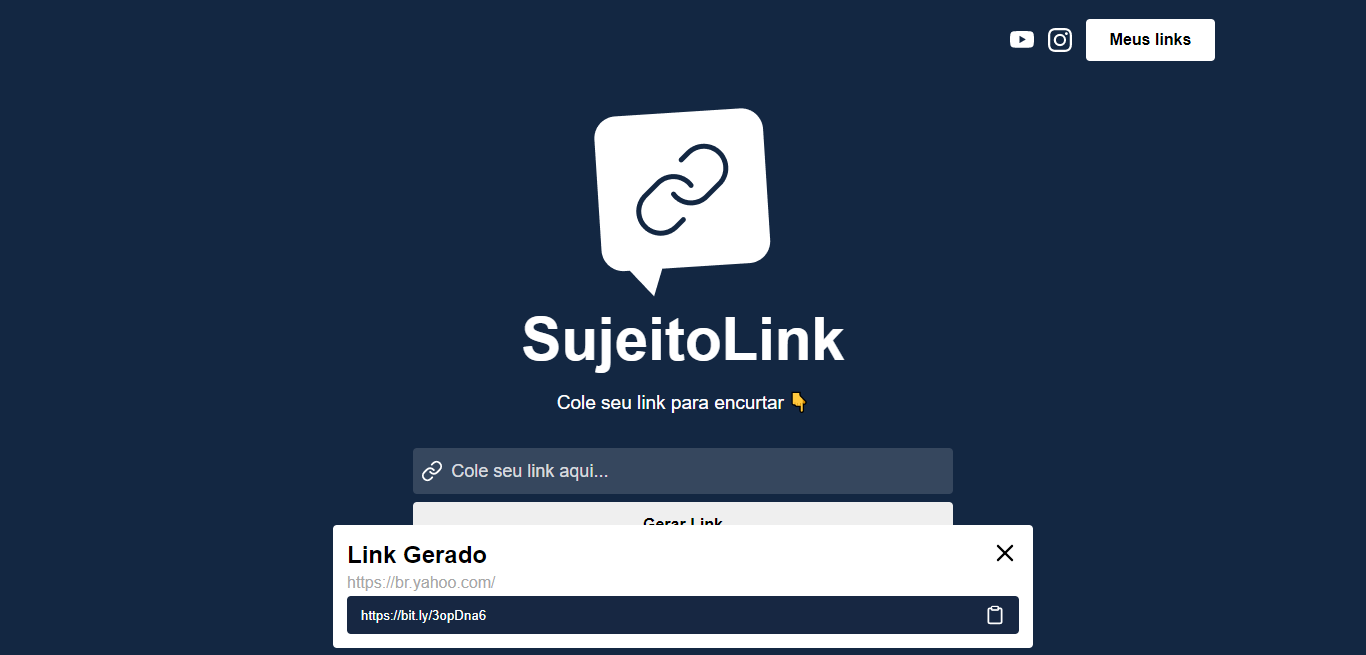 Meus links
SujeitoLink
Cole seu link para encurtar 👇
Cole seu link aqui...
Gerar Link
Link Gerado
https://br.yahoo.com/
https://bit.ly/3opDna6